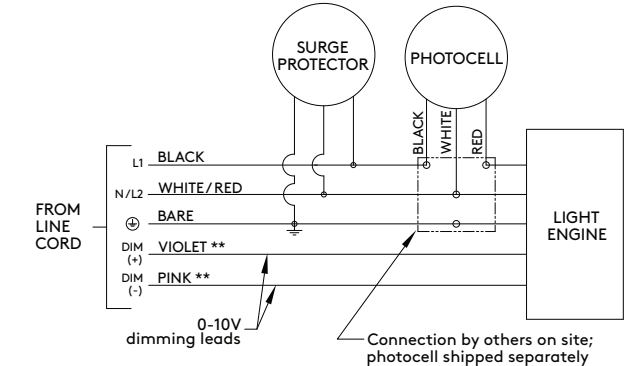 SURGE
PROTECTOR
PHOTOCELL
BLACK
WHITE
RED
L1 BLACK
N/L2 WHITE/RED
BARE
DIM
(+)
VIOLET **
DIM
(-)
PINK **
FROM
LINE
CORD
LIGHT
ENGINE
0-10V
dimming leads
Connection by others on site;
photocell shipped separately